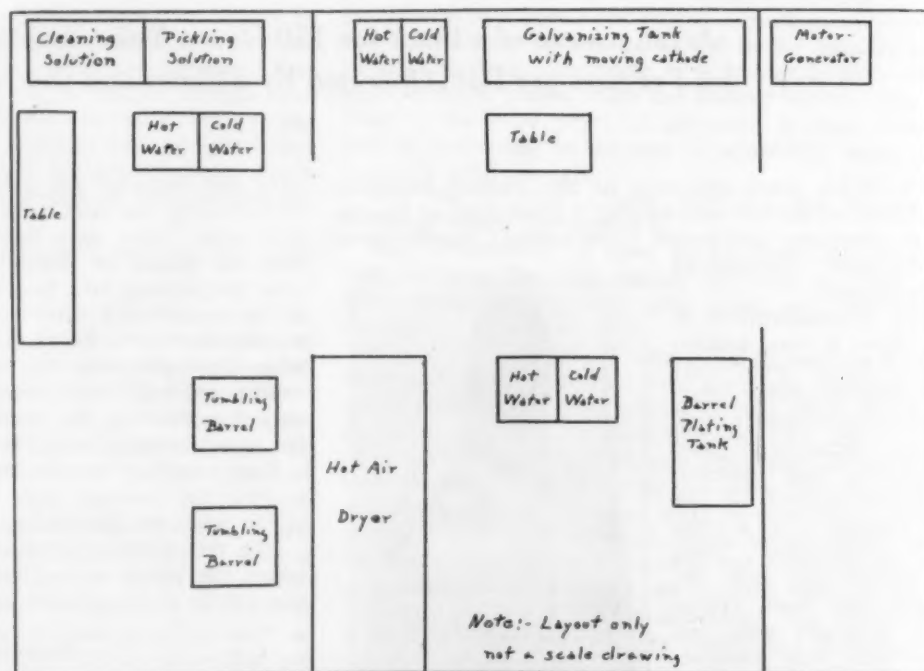 Cleaning Solution
Pickling Solution
Hot Water
Cold Water
Galvanizing Tank
with moving cathode
Motor-
Generator
Hot Water
Cold Water
Table
Table
Hot Water
Cold Water
Barrel
Plating
Tank
Tumbling
Barrel
Hot Air
Dryer
Tumbling
Barrel
Note:- Layout only
not a scale drawing